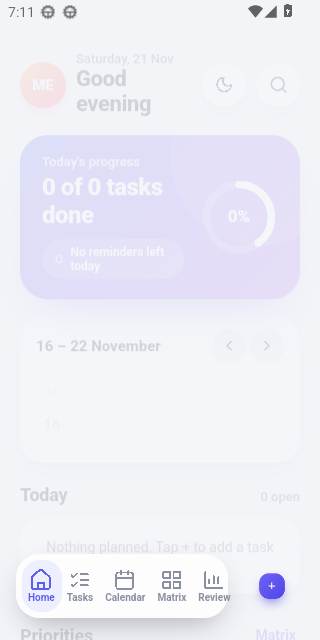 7:11
Saturday, 21 Nov
ME
Good
evening
Today's progress
0 of 0 tasks
done
0%
No reminders left
today
16 – 22 November
16
Today
0 open
Nothing planned. Tap + to add a task
Home
Tasks
Calendar
Matrix
Review
+
Priorities
Matrix